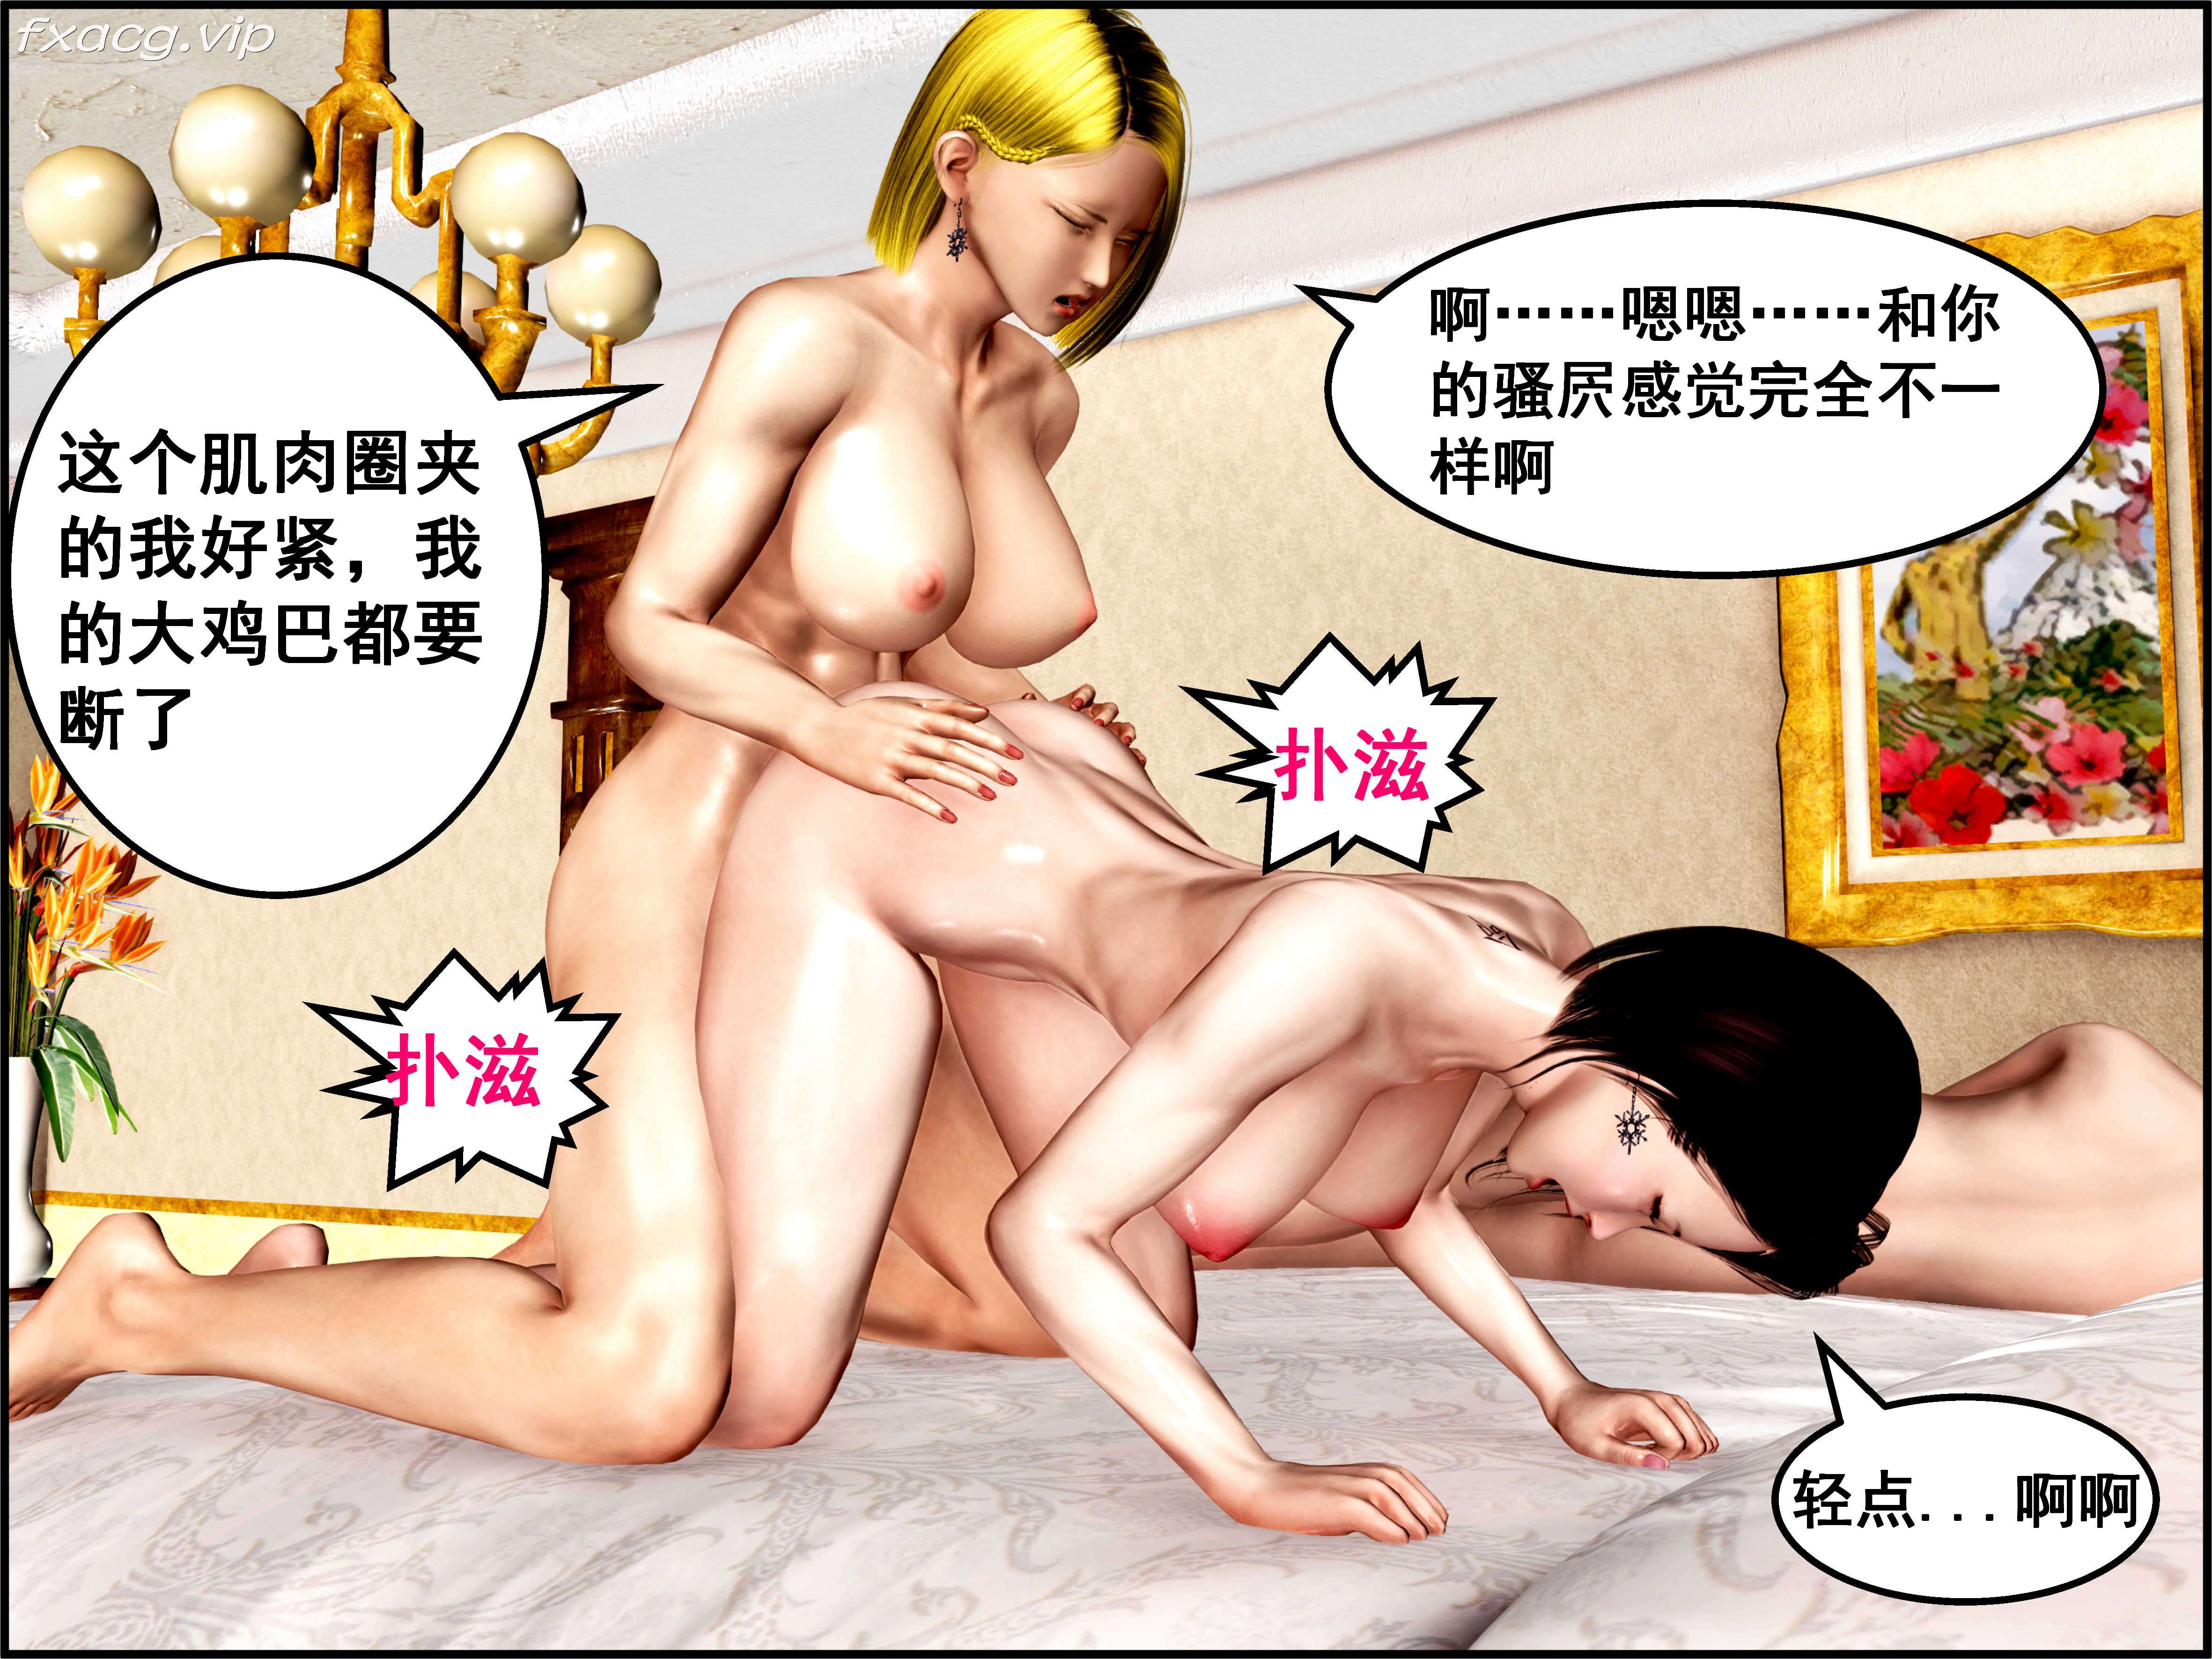 fxacg.vip
这个肌肉圈夹
的我好紧，我
的大鸡巴都要
断了
啊……嗯嗯……和你
的骚屄感觉完全不一
样啊
扑滋
扑滋
轻点...啊啊